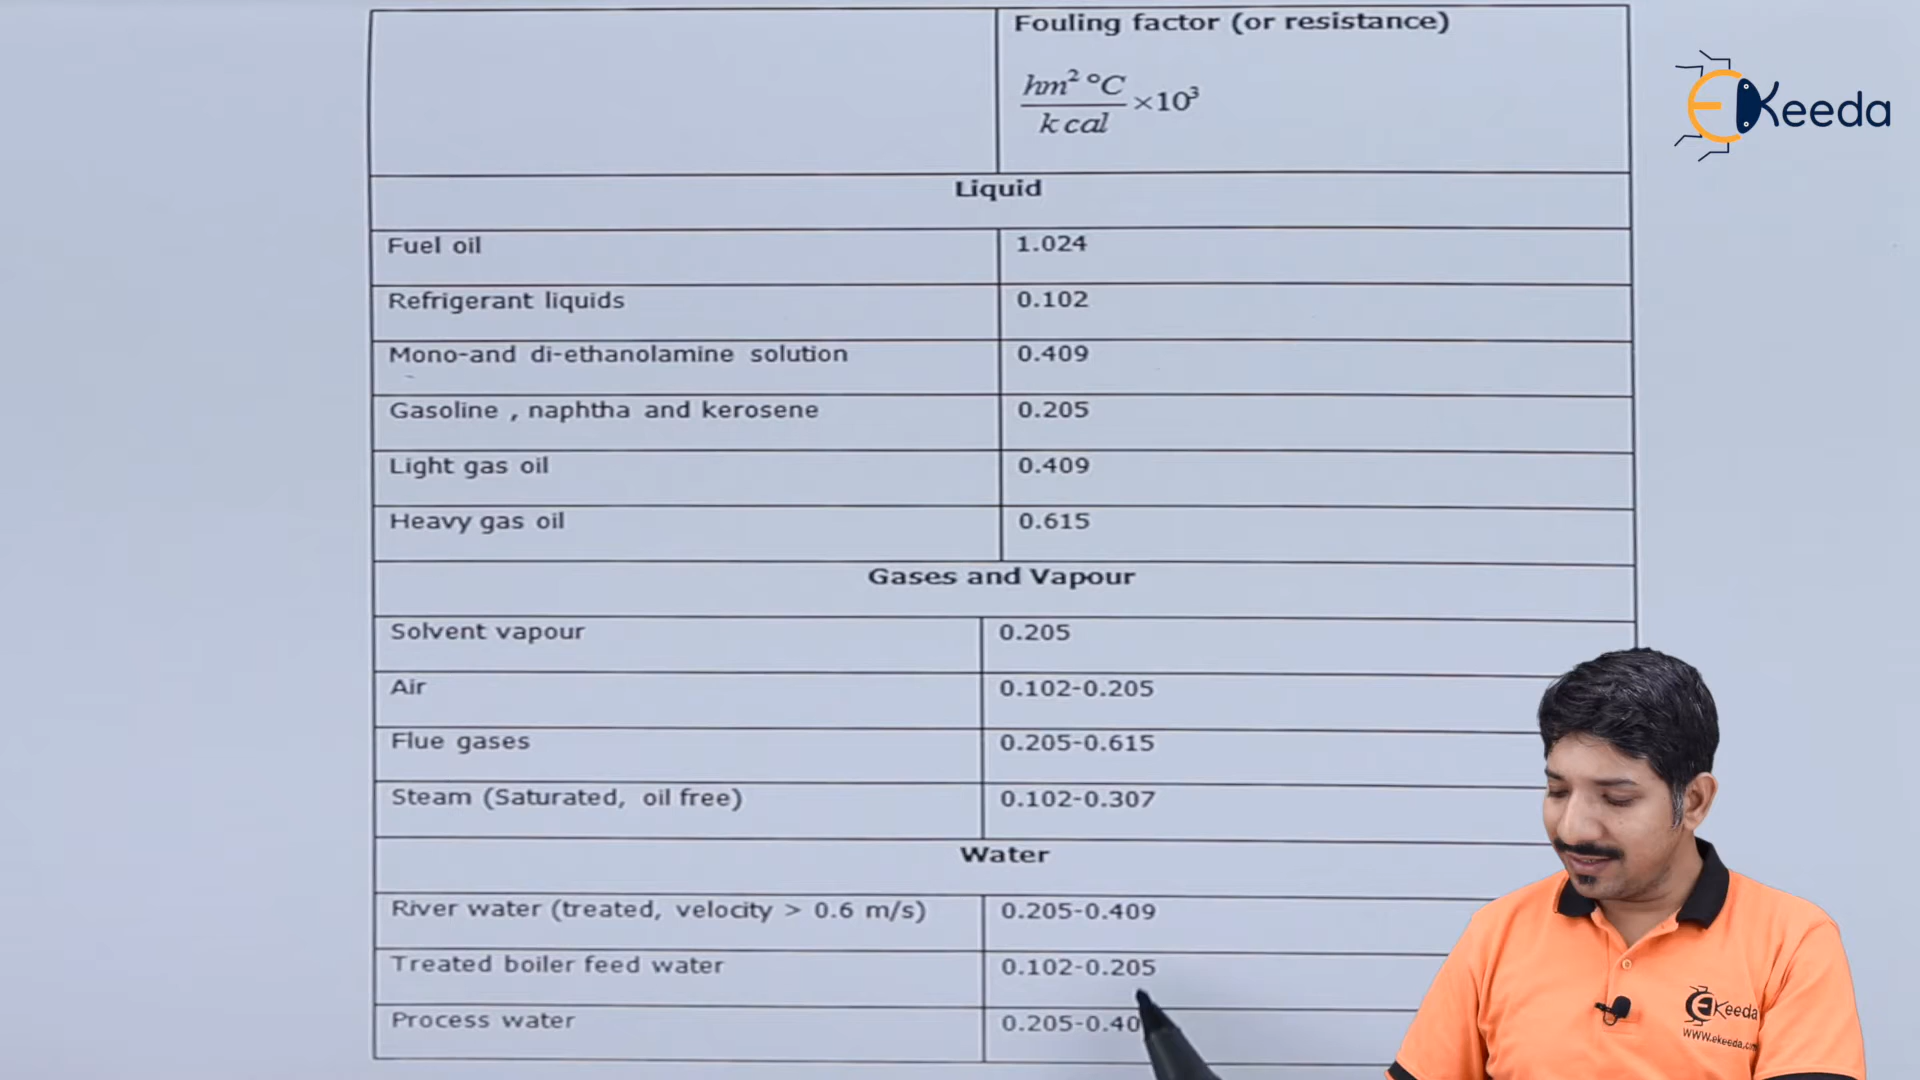 Fouling factor (or resistance)
hm² °C
k cal
×10³
Liquid
Fuel oil 1.024
Refrigerant liquids 0.102
Mono-and di-ethanolamine solution 0.409
Gasoline , naphtha and kerosene 0.205
Light gas oil 0.409
Heavy gas oil 0.615
Gases and Vapour
Solvent vapour 0.205
Air 0.102-0.205
Flue gases 0.205-0.615
Steam (Saturated, oil free) 0.102-0.307
Water
River water (treated, velocity > 0.6 m/s) 0.205-0.409
Treated boiler feed water 0.102-0.205
Process water
EKeeda
EKeeda